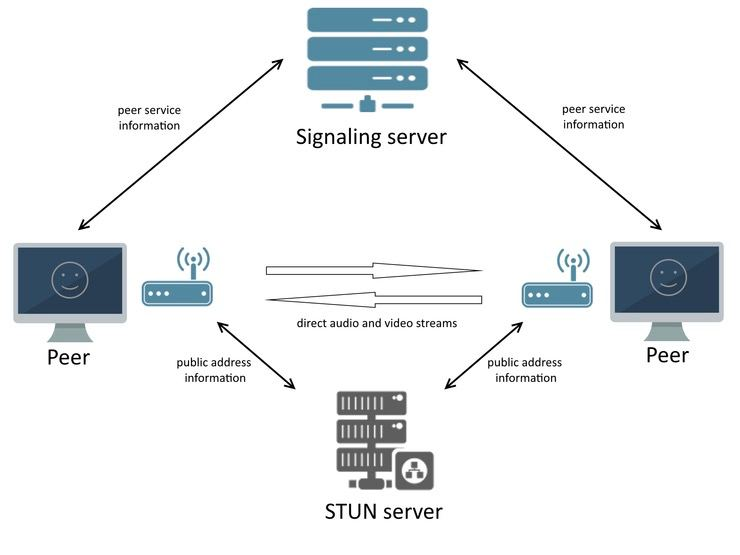 Signaling server
peer service
information
peer service
information
direct audio and video streams
Peer
Peer
public address
information
public address
information
STUN server